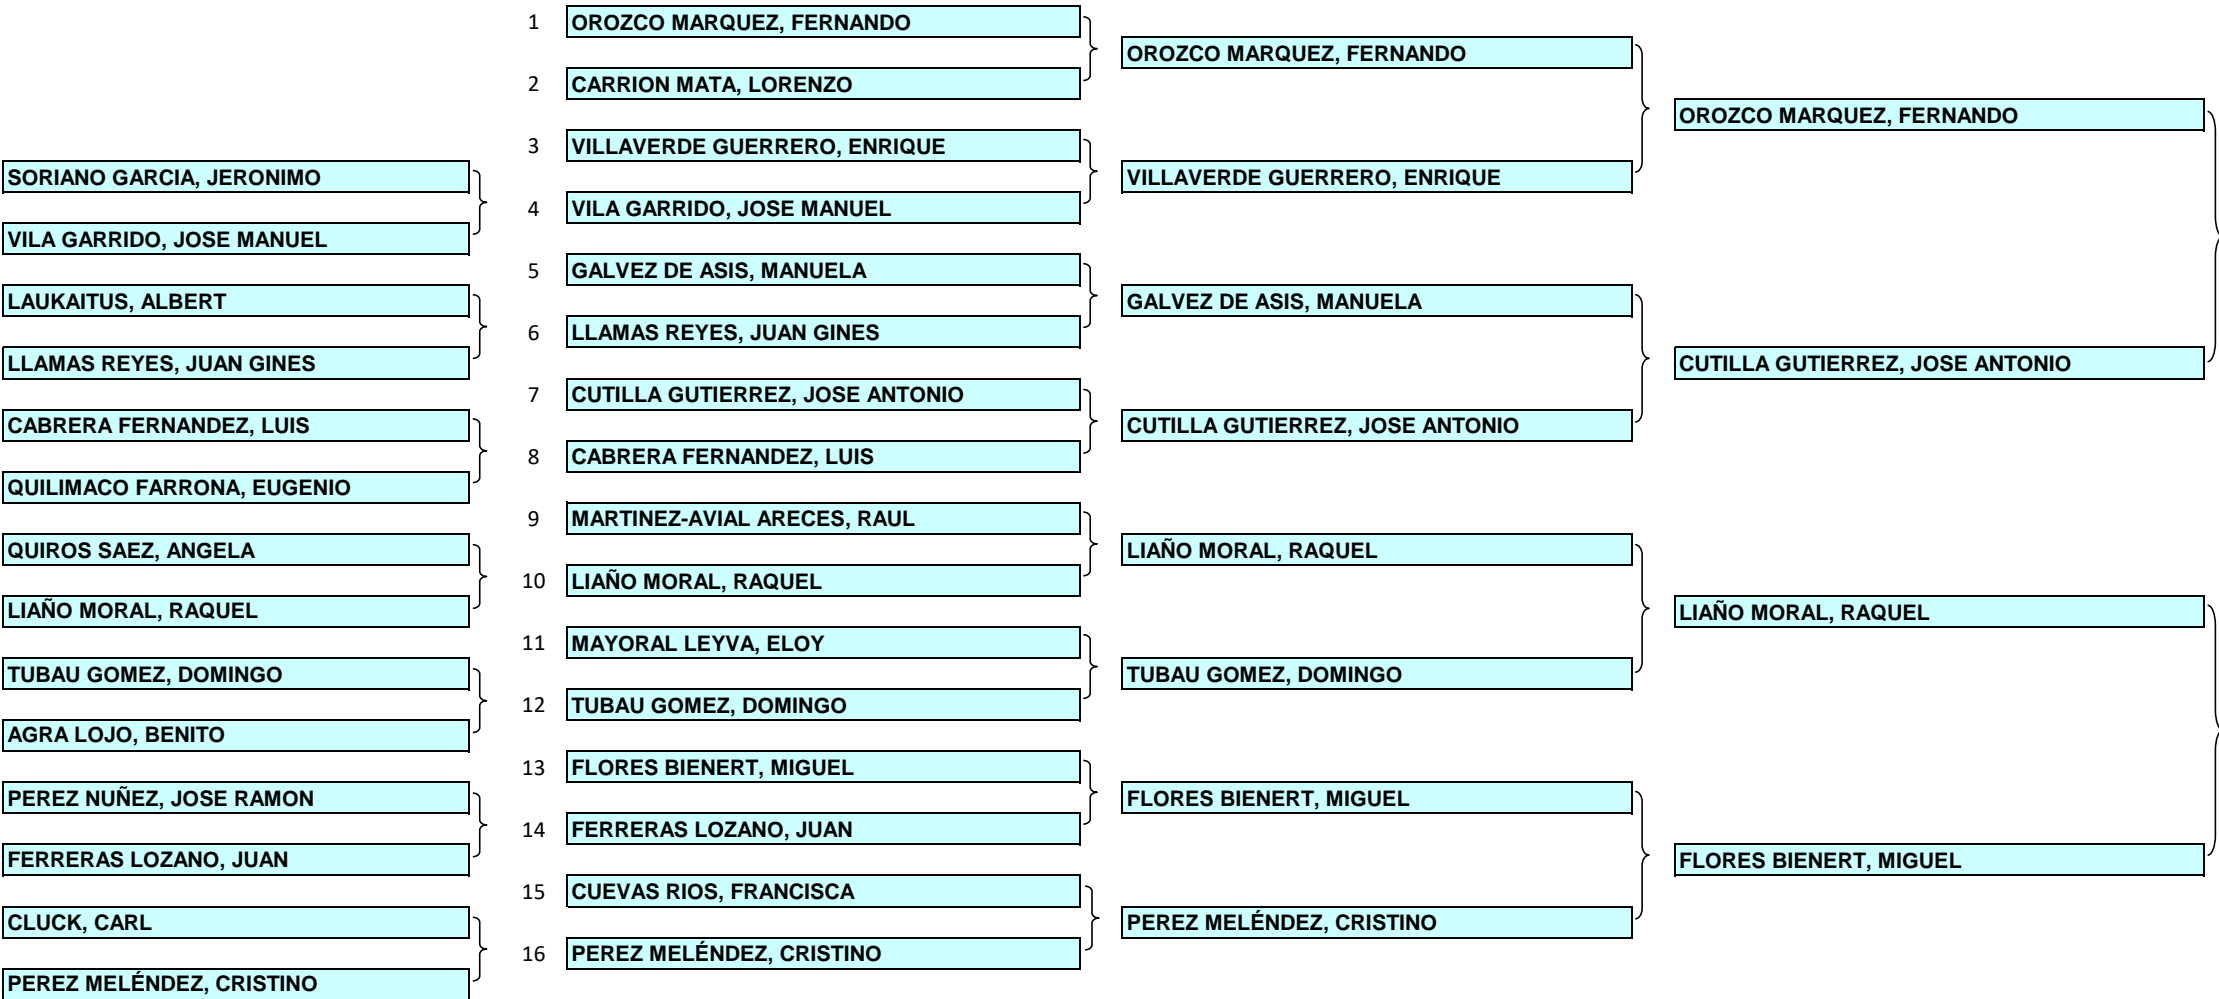 SORIANO GARCIA, JERONIMO
VILA GARRIDO, JOSE MANUEL
LAUKAITUS, ALBERT
LLAMAS REYES, JUAN GINES
CABRERA FERNANDEZ, LUIS
QUILIMACO FARRONA, EUGENIO
QUIROS SAEZ, ANGELA
LIAÑO MORAL, RAQUEL
TUBAU GOMEZ, DOMINGO
AGRA LOJO, BENITO
PEREZ NUÑEZ, JOSE RAMON
FERRERAS LOZANO, JUAN
CLUCK, CARL
PEREZ MELÉNDEZ, CRISTINO
1 OROZCO MARQUEZ, FERNANDO
2 CARRION MATA, LORENZO
3 VILLAVERDE GUERRERO, ENRIQUE
4 VILA GARRIDO, JOSE MANUEL
5 GALVEZ DE ASIS, MANUELA
6 LLAMAS REYES, JUAN GINES
7 CUTILLA GUTIERREZ, JOSE ANTONIO
8 CABRERA FERNANDEZ, LUIS
9 MARTINEZ-AVIAL ARECES, RAUL
10 LIAÑO MORAL, RAQUEL
11 MAYORAL LEYVA, ELOY
12 TUBAU GOMEZ, DOMINGO
13 FLORES BIENERT, MIGUEL
14 FERRERAS LOZANO, JUAN
15 CUEVAS RIOS, FRANCISCA
16 PEREZ MELÉNDEZ, CRISTINO
OROZCO MARQUEZ, FERNANDO
VILLAVERDE GUERRERO, ENRIQUE
GALVEZ DE ASIS, MANUELA
CUTILLA GUTIERREZ, JOSE ANTONIO
LIAÑO MORAL, RAQUEL
TUBAU GOMEZ, DOMINGO
FLORES BIENERT, MIGUEL
PEREZ MELÉNDEZ, CRISTINO
OROZCO MARQUEZ, FERNANDO
CUTILLA GUTIERREZ, JOSE ANTONIO
LIAÑO MORAL, RAQUEL
FLORES BIENERT, MIGUEL